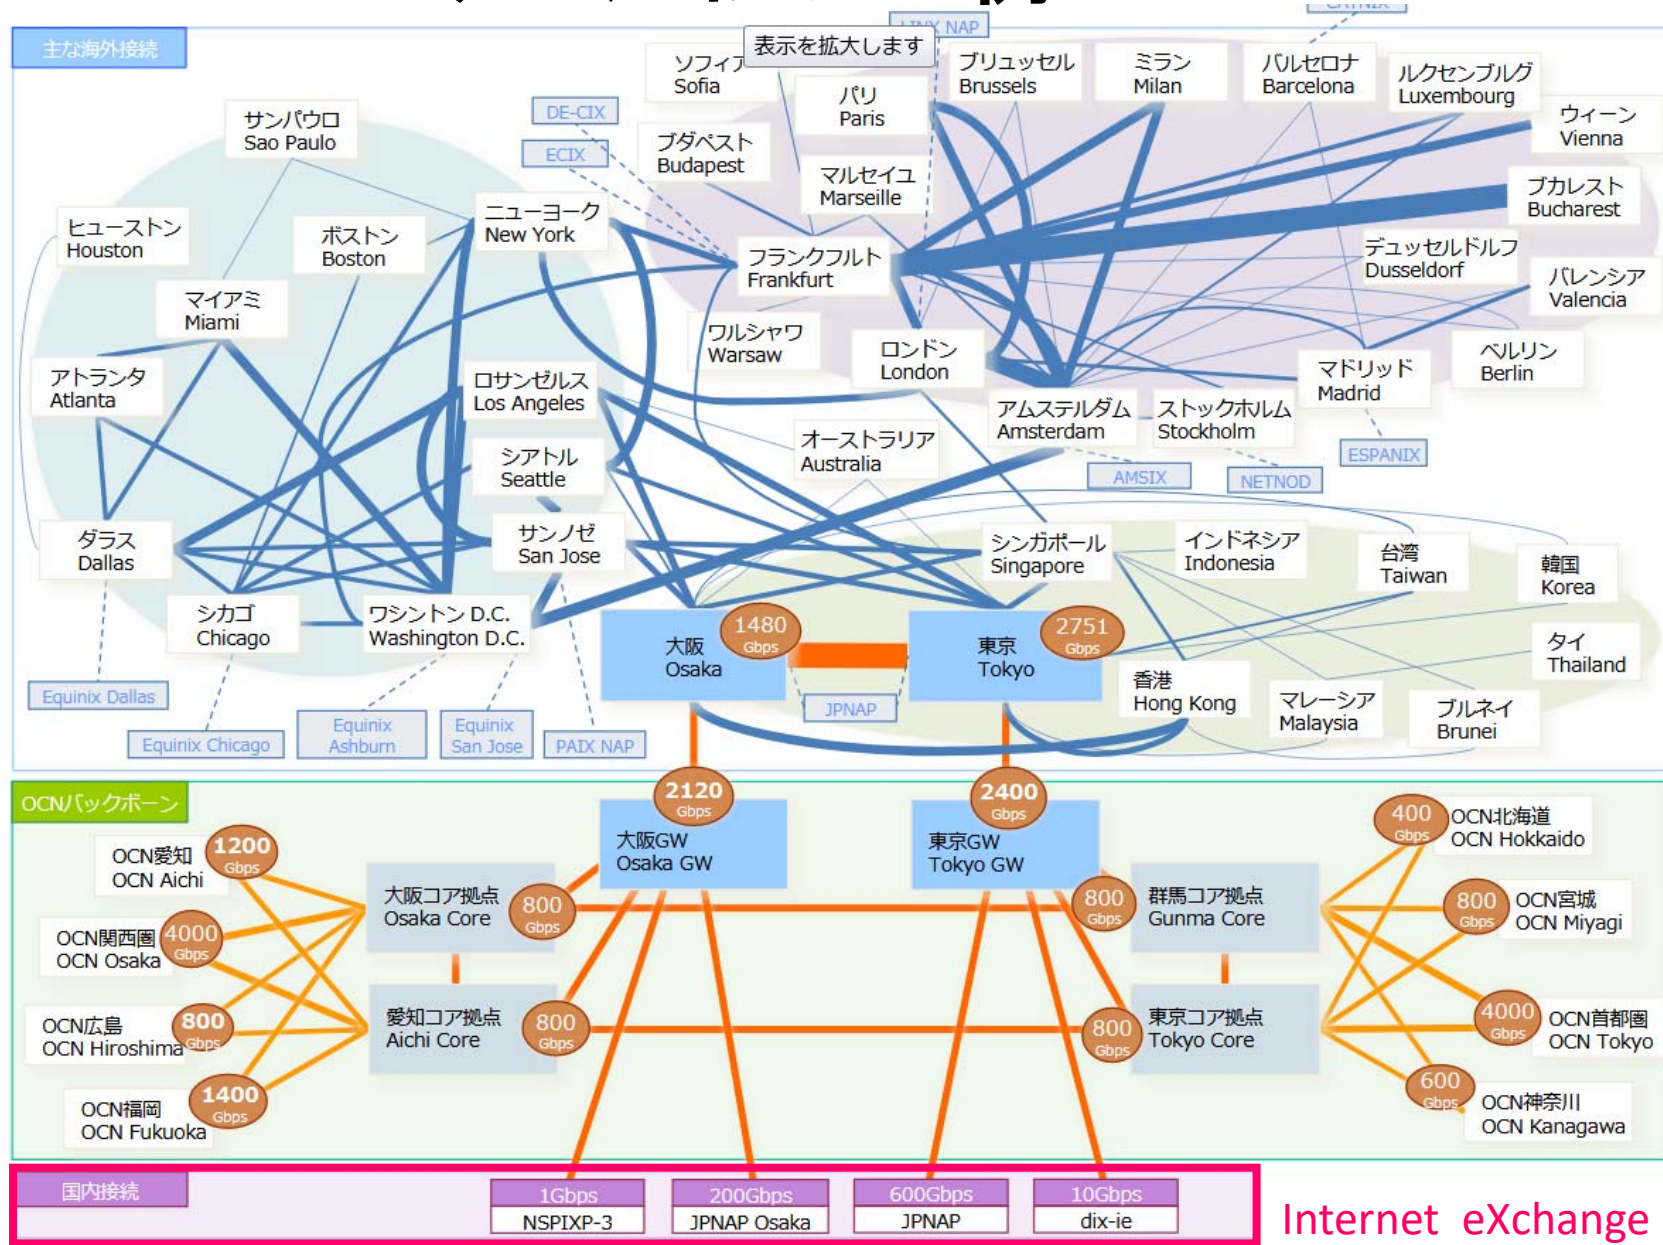 主な海外接続
LINX NAP
CATNIX
表示を拡大します
ソフィア
Sofia
パリ
Paris
ブリュッセル
Brussels
ミラン
Milan
バルセロナ
Barcelona
ルクセンブルグ
Luxembourg
ウィーン
Vienna
サンパウロ
Sao Paulo
DE-CIX
ECIX
ブダペスト
Budapest
マルセイユ
Marseille
ブカレスト
Bucharest
ヒューストン
Houston
ボストン
Boston
ニューヨーク
New York
フランクフルト
Frankfurt
デュッセルドルフ
Dusseldorf
バレンシア
Valencia
マイアミ
Miami
ワルシャワ
Warsaw
ロンドン
London
マドリッド
Madrid
ベルリン
Berlin
アトランタ
Atlanta
ロサンゼルス
Los Angeles
アムステルダム
Amsterdam
ストックホルム
Stockholm
オーストラリア
Australia
シアトル
Seattle
AMSIX
NETNOD
ESPANIX
ダラス
Dallas
サンノゼ
San Jose
シンガポール
Singapore
インドネシア
Indonesia
台湾
Taiwan
韓国
Korea
シカゴ
Chicago
ワシントン D.C.
Washington D.C.
大阪
Osaka
1480
Gbps
東京
Tokyo
2751
Gbps
タイ
Thailand
香港
Hong Kong
マレーシア
Malaysia
ブルネイ
Brunei
JPNAP
Equinix Dallas
Equinix Chicago
Equinix
Ashburn
Equinix
San Jose
PAIX NAP
OCNバックボーン
2120
Gbps
大阪GW
Osaka GW
2400
Gbps
東京GW
Tokyo GW
OCN愛知
OCN Aichi
1200
Gbps
OCN関西圏
OCN Osaka
4000
Gbps
OCN広島
OCN Hiroshima
800
Gbps
OCN福岡
OCN Fukuoka
1400
Gbps
大阪コア拠点
Osaka Core
800
Gbps
愛知コア拠点
Aichi Core
800
Gbps
800
Gbps
群馬コア拠点
Gunma Core
800
Gbps
東京コア拠点
Tokyo Core
400
Gbps
OCN北海道
OCN Hokkaido
800
Gbps
OCN宮城
OCN Miyagi
4000
Gbps
OCN首都圏
OCN Tokyo
600
Gbps
OCN神奈川
OCN Kanagawa
国内接続
1Gbps
NSPIXP-3
200Gbps
JPNAP Osaka
600Gbps
JPNAP
10Gbps
dix-ie
Internet eXchange